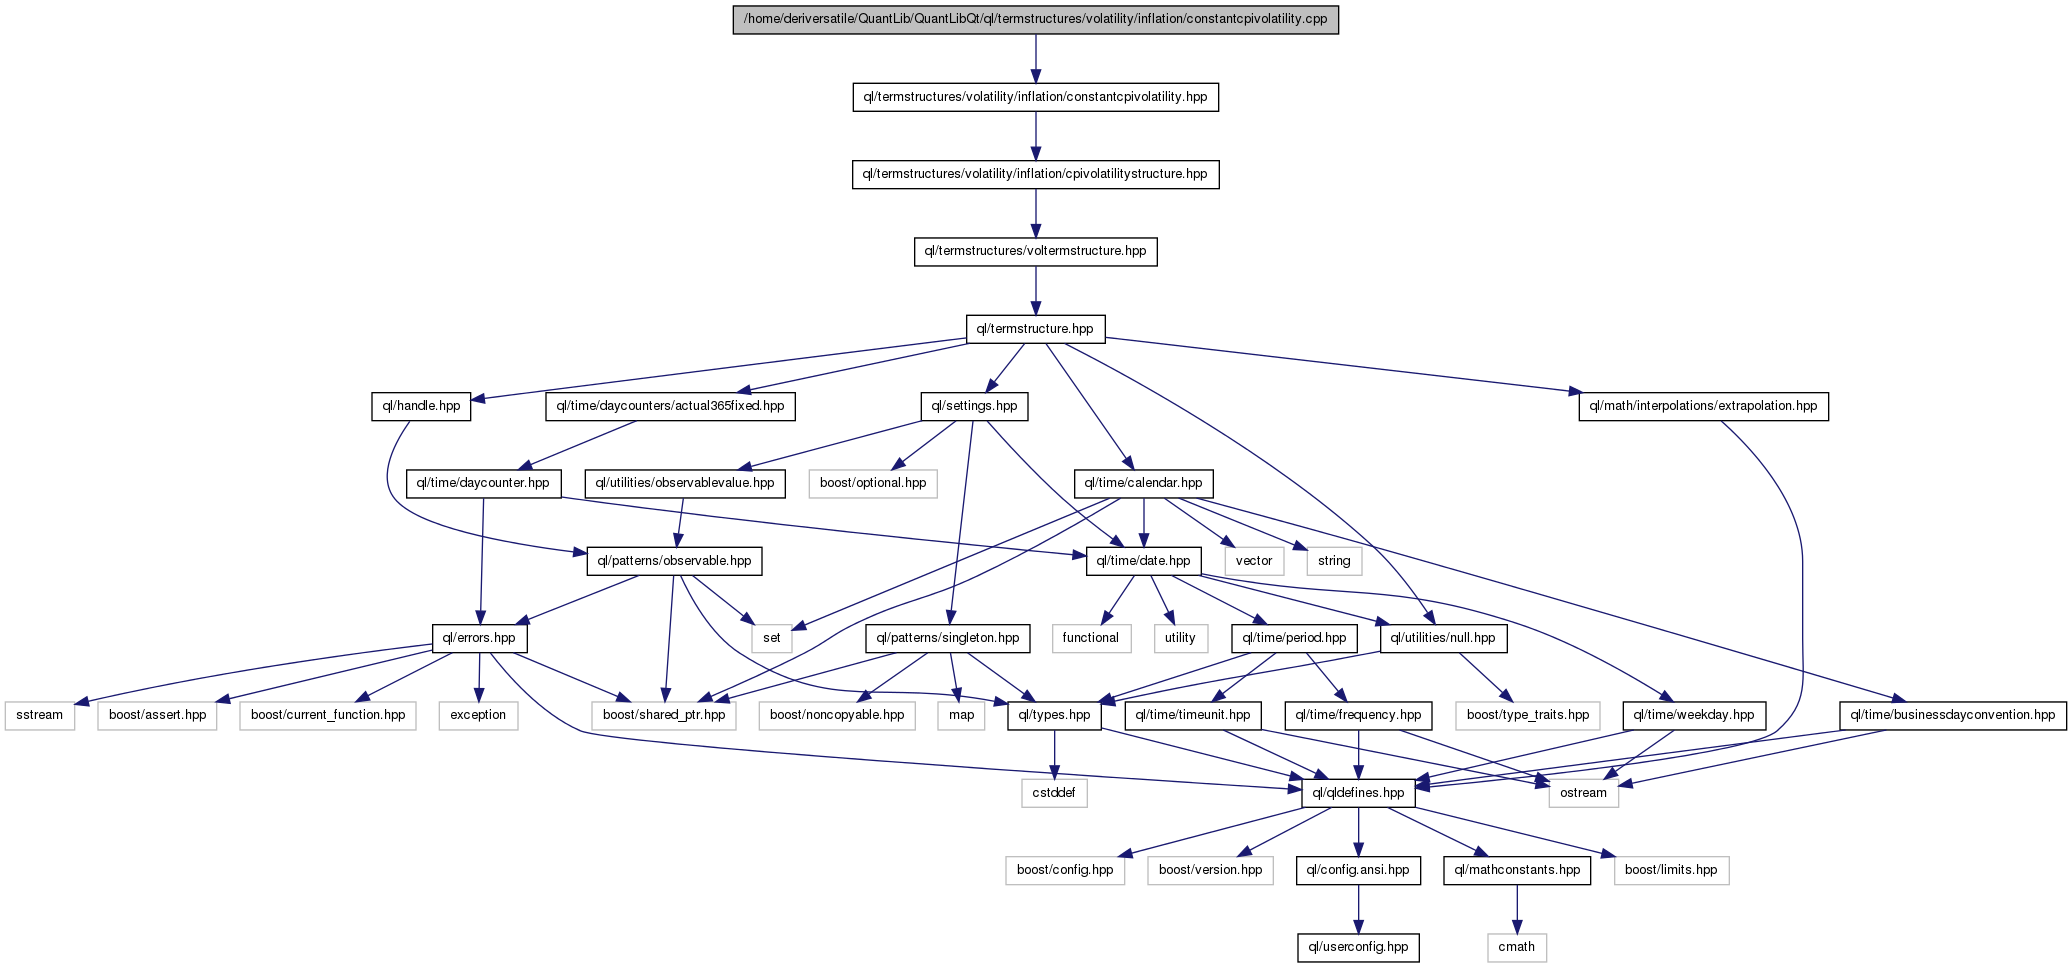 /home/deriversatile/QuantLib/QuantLibQt/ql/termstructures/volatility/inflation/constantcpivolatility.cpp
ql/termstructures/volatility/inflation/constantcpivolatility.hpp
ql/termstructures/volatility/inflation/cpivolatilitystructure.hpp
ql/termstructures/voltermstructure.hpp
ql/termstructure.hpp
ql/handle.hpp
ql/time/daycounters/actual365fixed.hpp
ql/settings.hpp
ql/math/interpolations/extrapolation.hpp
ql/time/daycounter.hpp
ql/utilities/observablevalue.hpp
boost/optional.hpp
ql/time/calendar.hpp
ql/patterns/observable.hpp
ql/time/date.hpp
vector
string
ql/errors.hpp
set
ql/patterns/singleton.hpp
functional
utility
ql/time/period.hpp
ql/utilities/null.hpp
sstream
boost/assert.hpp
boost/current_function.hpp
exception
boost/shared_ptr.hpp
boost/noncopyable.hpp
map
ql/types.hpp
ql/time/timeunit.hpp
ql/time/frequency.hpp
boost/type_traits.hpp
ql/time/weekday.hpp
ql/time/businessdayconvention.hpp
cstddef
ql/qldefines.hpp
ostream
boost/config.hpp
boost/version.hpp
ql/config.ansi.hpp
ql/mathconstants.hpp
boost/limits.hpp
ql/userconfig.hpp
cmath